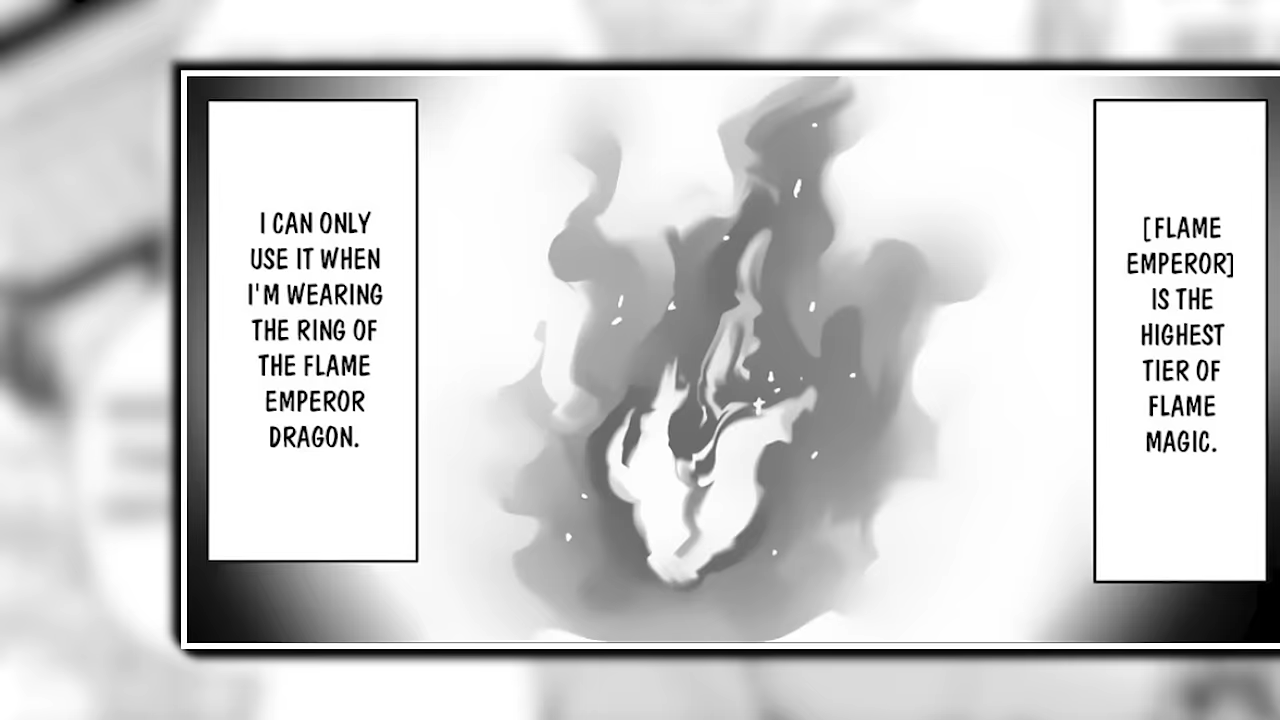 [FLAME
EMPEROR]
IS THE
HIGHEST
TIER OF
FLAME
MAGIC.
I CAN ONLY
USE IT WHEN
I'M WEARING
THE RING OF
THE FLAME
EMPEROR
DRAGON.